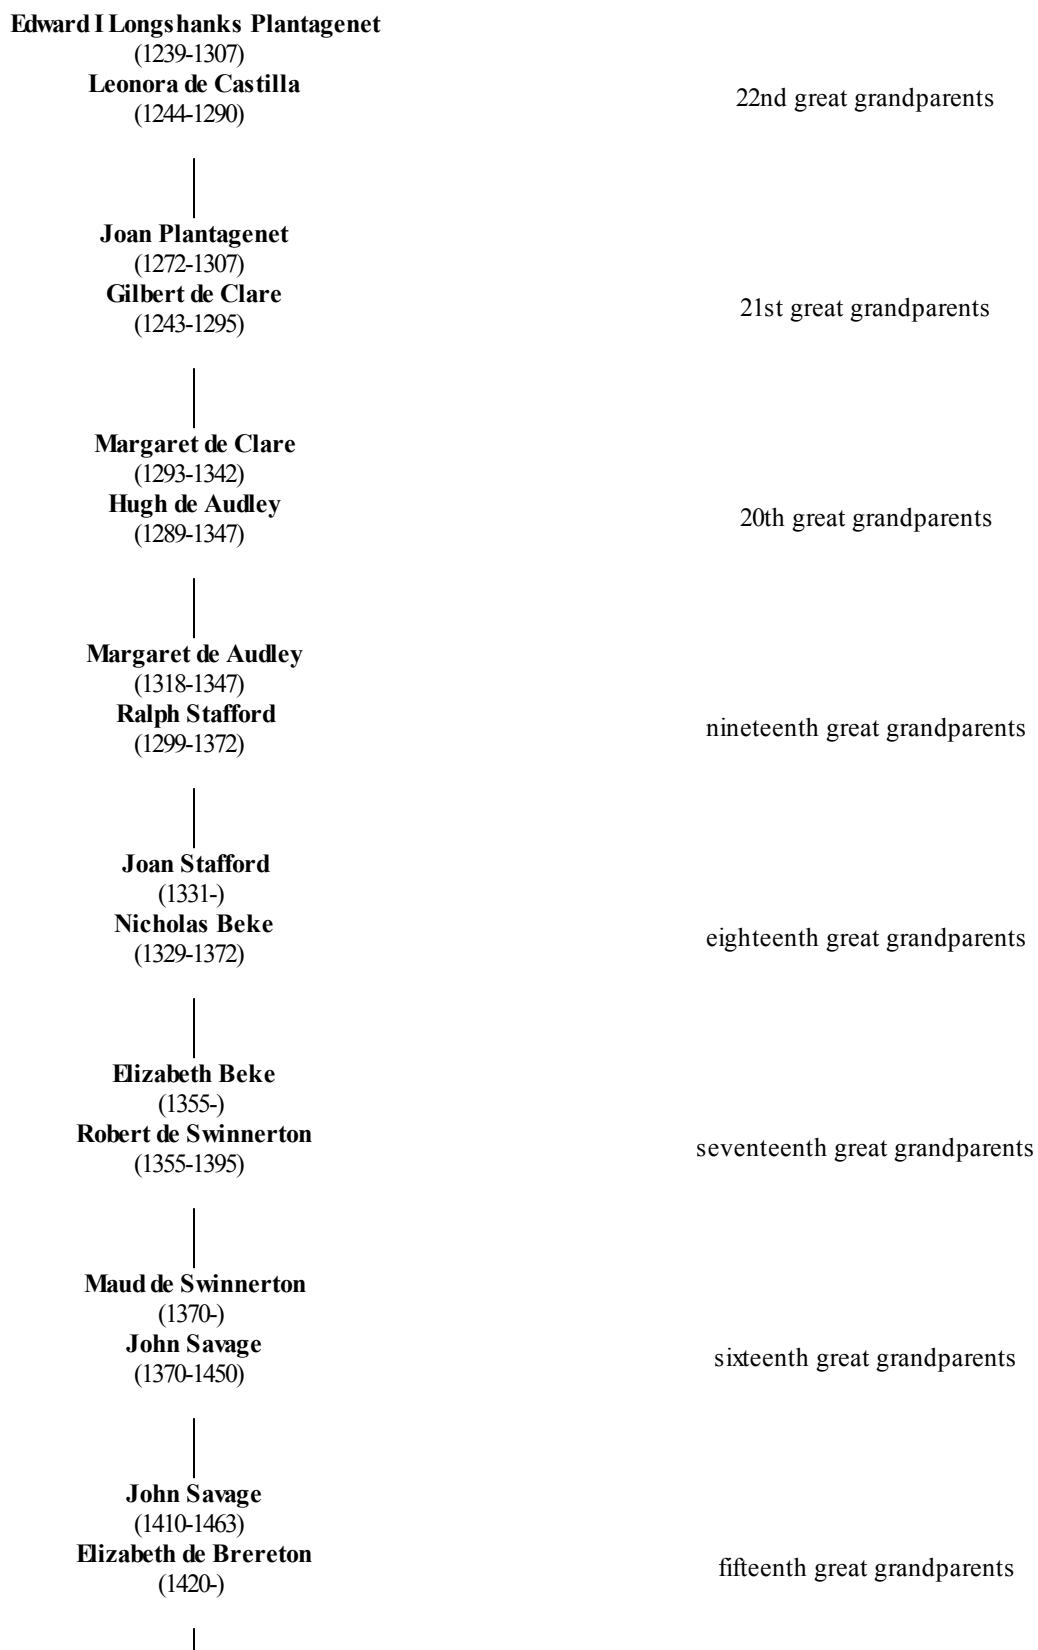 Edward I Longshanks Plantagenet
(1239-1307)
Leonora de Castilla
(1244-1290)
22nd great grandparents
Joan Plantagenet
(1272-1307)
Gilbert de Clare
(1243-1295)
21st great grandparents
Margaret de Clare
(1293-1342)
Hugh de Audley
(1289-1347)
20th great grandparents
Margaret de Audley
(1318-1347)
Ralph Stafford
(1299-1372)
nineteenth great grandparents
Joan Stafford
(1331-)
Nicholas Beke
(1329-1372)
eighteenth great grandparents
Elizabeth Beke
(1355-)
Robert de Swinnerton
(1355-1395)
seventeenth great grandparents
Maud de Swinnerton
(1370-)
John Savage
(1370-1450)
sixteenth great grandparents
John Savage
(1410-1463)
Elizabeth de Brereton
(1420-)
fifteenth great grandparents